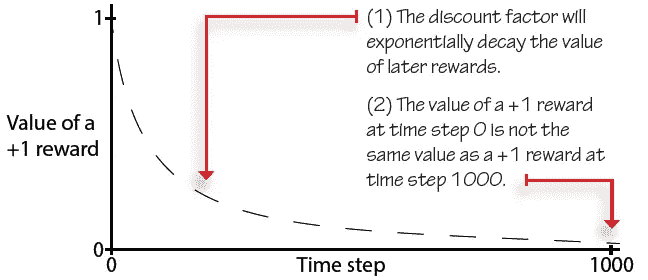 1
(1) The discount factor will
exponentially decay the value
of later rewards.
(2) The value of a +1 reward
at time step 0 is not the
same value as a +1 reward at
time step 1000.
Value of a
+1 reward
0
0
Time step
1000